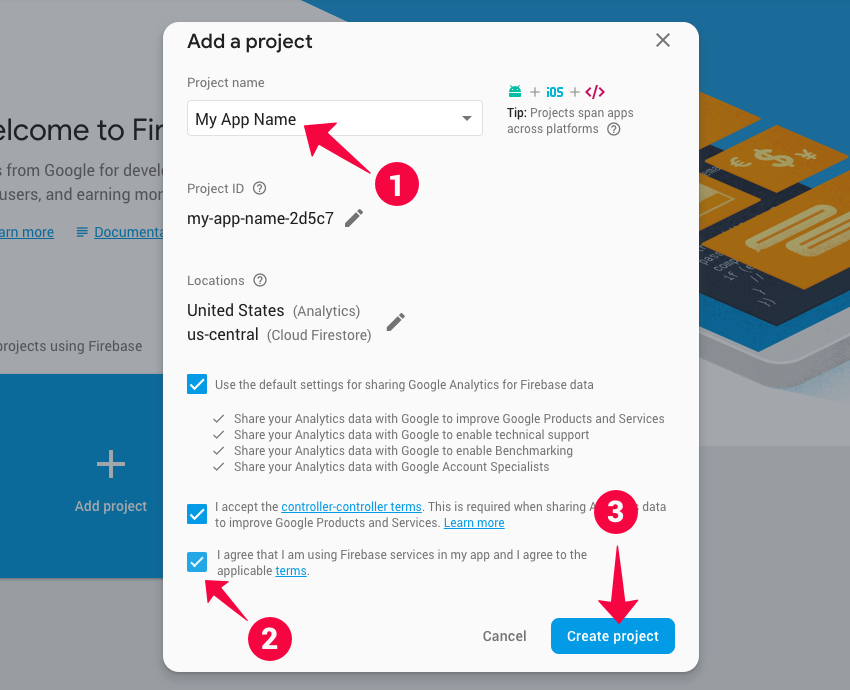 Add a project
Project name
My App Name
iOS
Tip: Projects span apps
across platforms
1
Project ID
my-app-name-2d5c7
Locations
United States (Analytics)
us-central (Cloud Firestore)
Use the default settings for sharing Google Analytics for Firebase data
Share your Analytics data with Google to improve Google Products and Services
Share your Analytics data with Google to enable technical support
Share your Analytics data with Google to enable Benchmarking
Share your Analytics data with Google Account Specialists
I accept the controller-controller terms. This is required when sharing data
to improve Google Products and Services. Learn more
3
I agree that I am using Firebase services in my app and I agree to the
applicable terms.
2
Cancel
Create project
elcome to Fir
s from Google for develo
users, and earning mor
arn more
Documenta
projects using Firebase
Add project